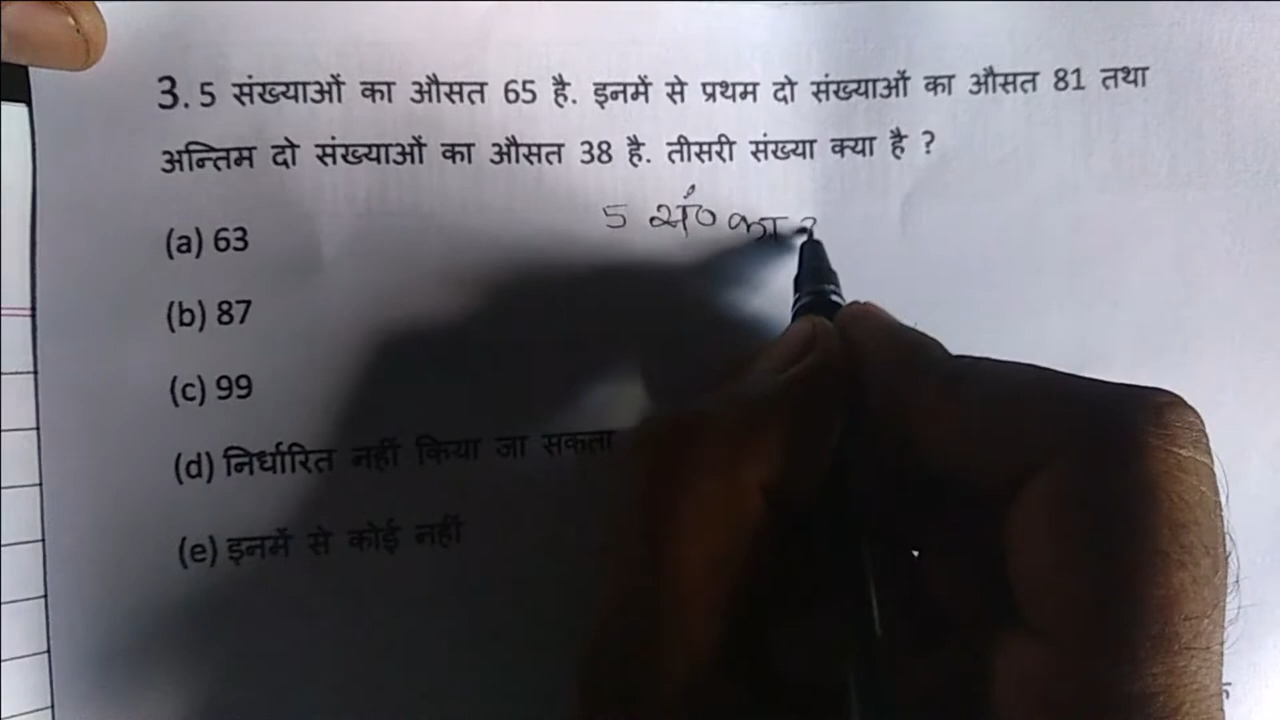 3. 5 संख्याओं का औसत 65 है. इनमें से प्रथम दो संख्याओं का औसत 81 तथा
अन्तिम दो संख्याओं का औसत 38 है. तीसरी संख्या क्या है ?
5 सं० का
(a) 63
(b) 87
(c) 99
(d) निर्धारित नहीं किया जा सकता
(e) इनमें से कोई नहीं